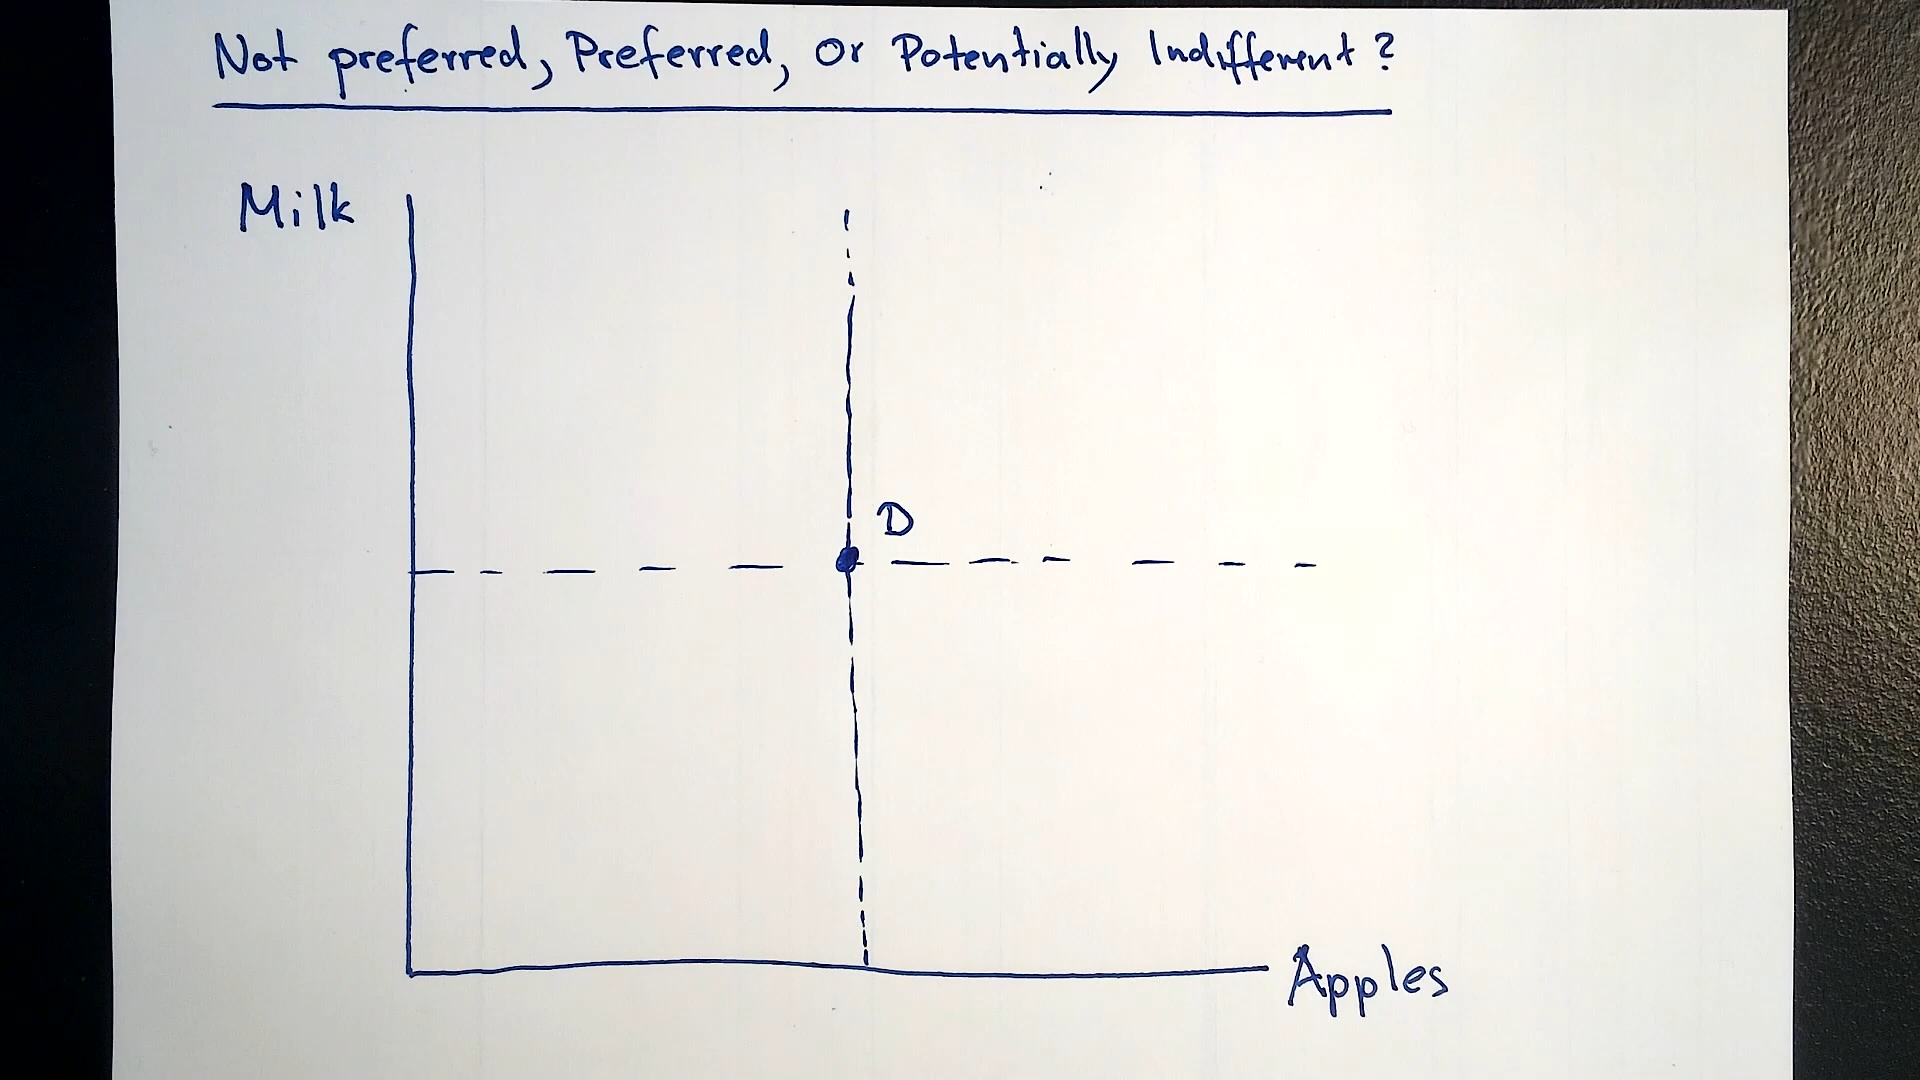 Not preferred, Preferred, or Potentially Indifferent?
Milk
D
Apples